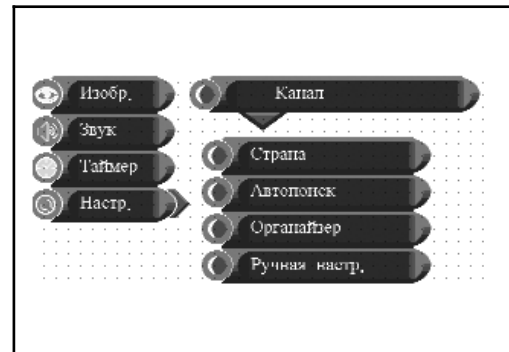 Изобр.
Звук
Таймер
Настр.
Канал
Страна
Автопоиск
Органайзер
Ручная настр.